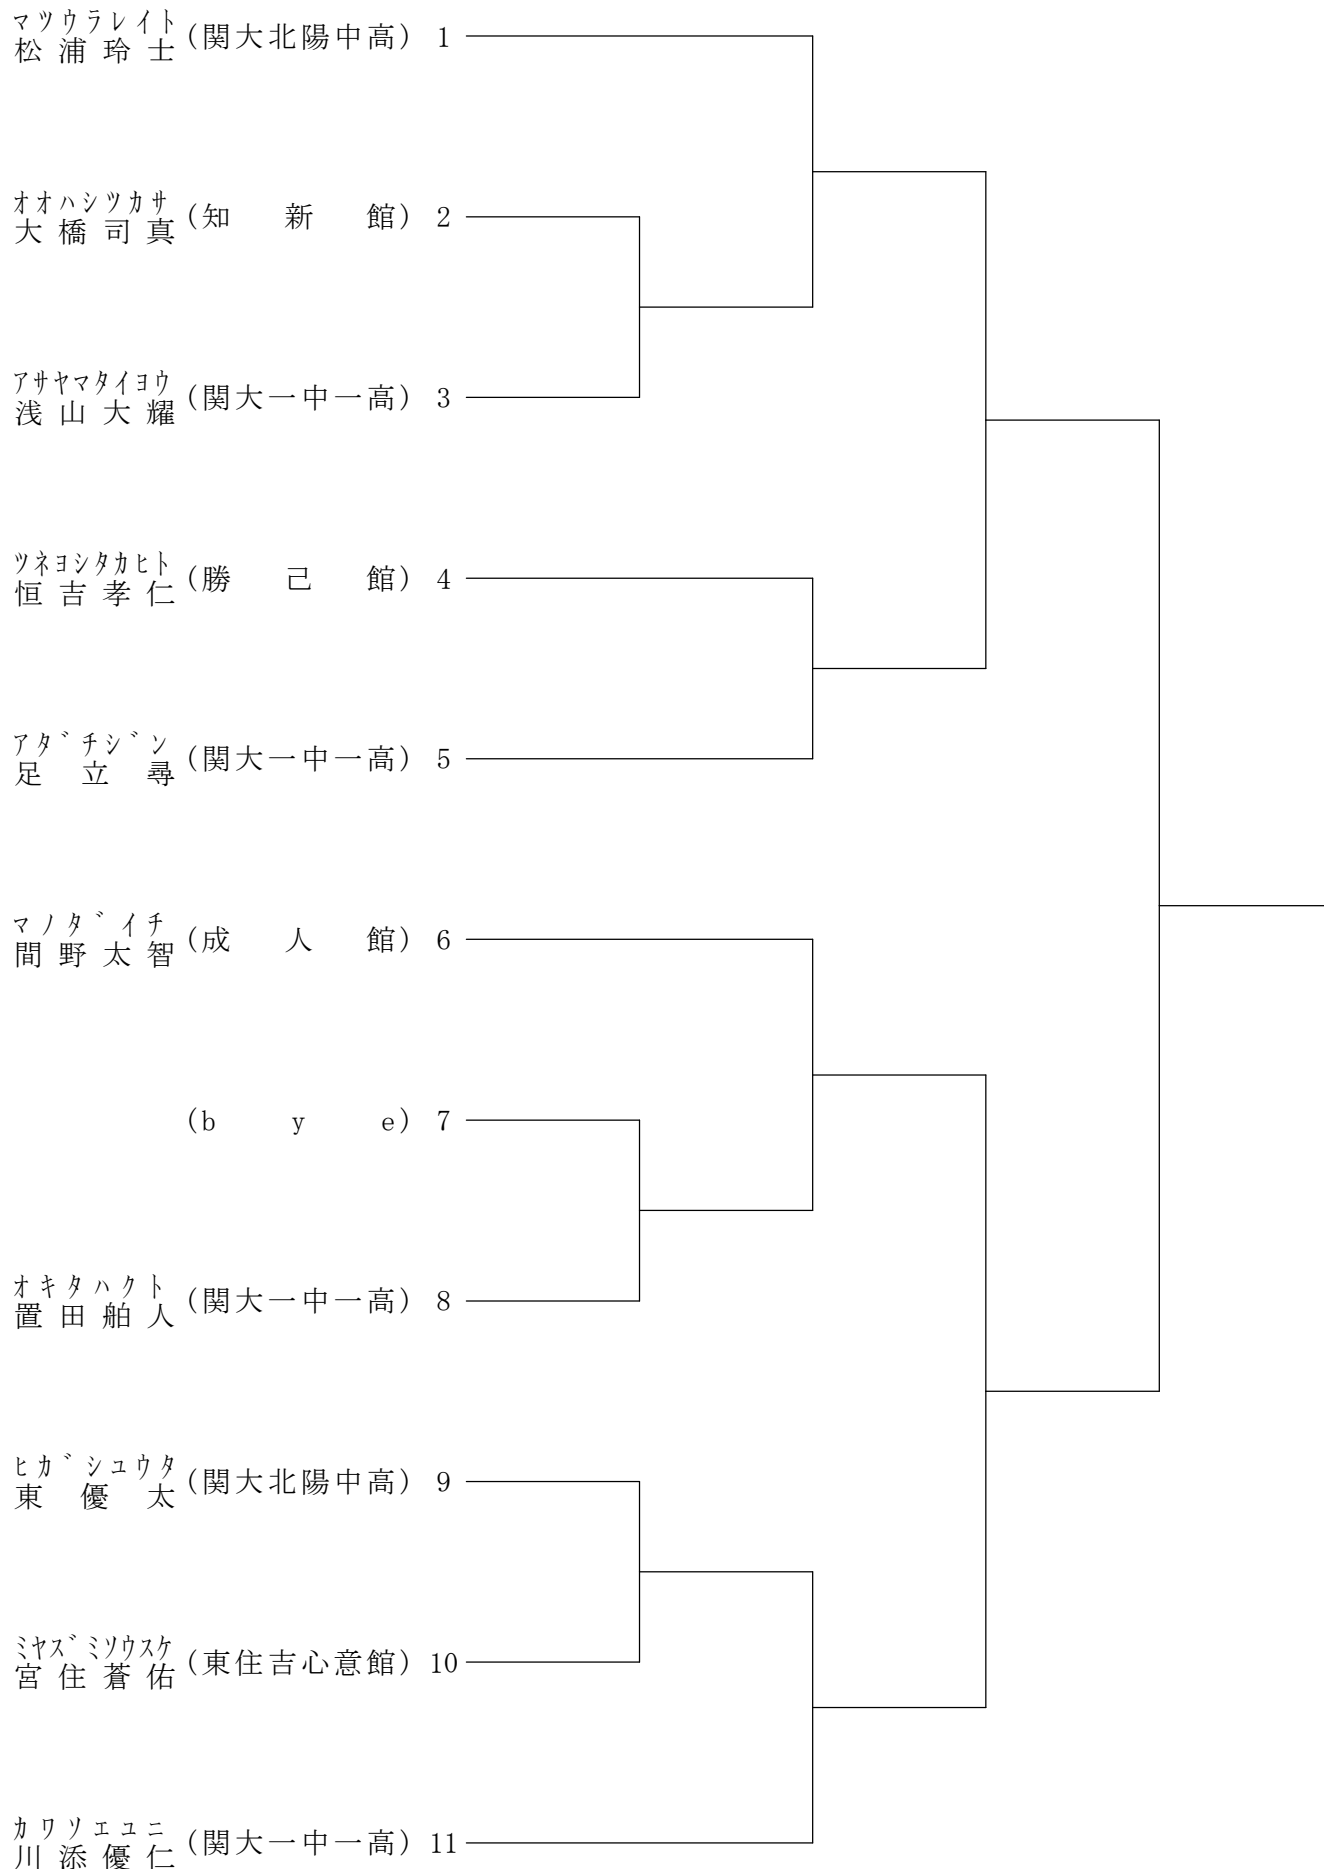 マツウラレイト
松浦玲士 (関大北陽中高) 1
オオハシツカサ
大橋司真 (知新館) 2
アサヤマタイヨウ
浅山大耀 (関大一中一高) 3
ツネヨシタカヒト
恒吉孝仁 (勝己館) 4
アダチジン
足立尋 (関大一中一高) 5
マノダイチ
間野太智 (成人館) 6
(bye) 7
オキタハクト
置田舶人 (関大一中一高) 8
ヒガシユウタ
東優太 (関大北陽中高) 9
ミヤズミソウスケ
宮住蒼佑 (東住吉心意館) 10
カワソエユニ
川添優仁 (関大一中一高) 11